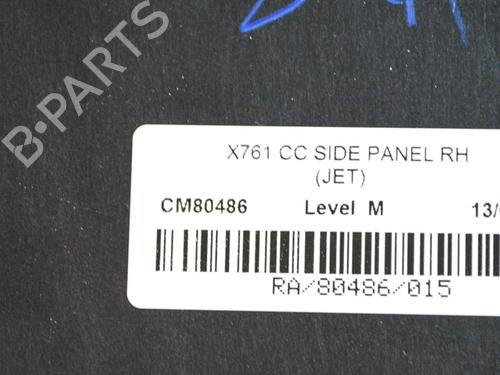 B-PARTS
X761 CC SIDE PANEL RH
(JET)
CM80486 Level M 13/
RA/80486/015